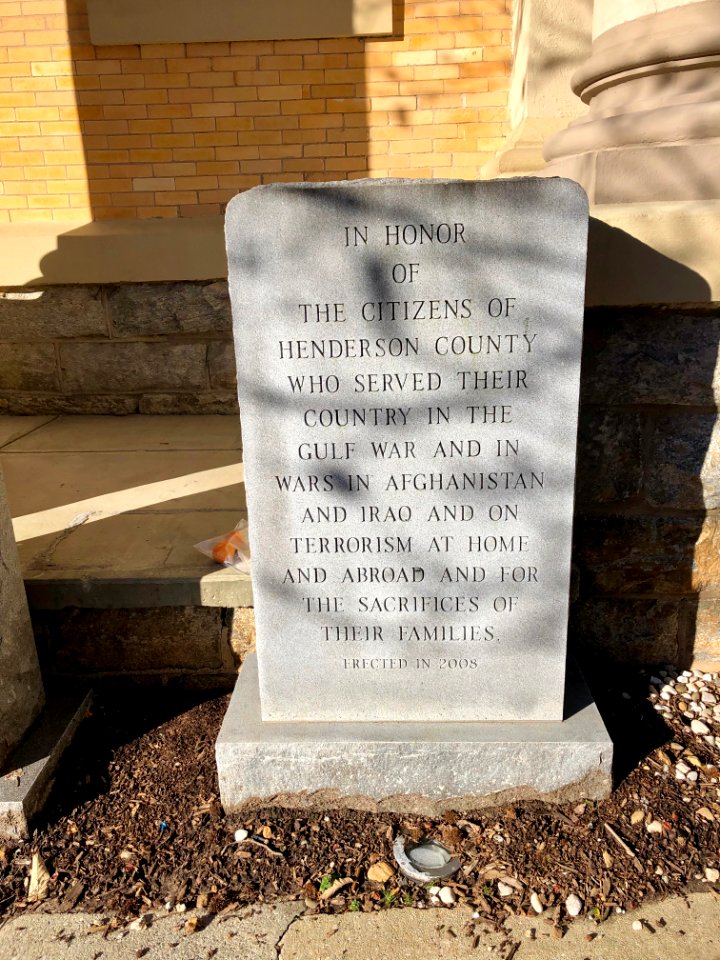 IN HONOR
OF
THE CITIZENS OF
HENDERSON COUNTY
WHO SERVED THEIR
COUNTRY IN THE
GULF WAR AND IN
WARS IN AFGHANISTAN
AND IRAQ AND ON
TERRORISM AT HOME
AND ABROAD AND FOR
THE SACRIFICES OF
THEIR FAMILIES.
ERECTED IN 2008